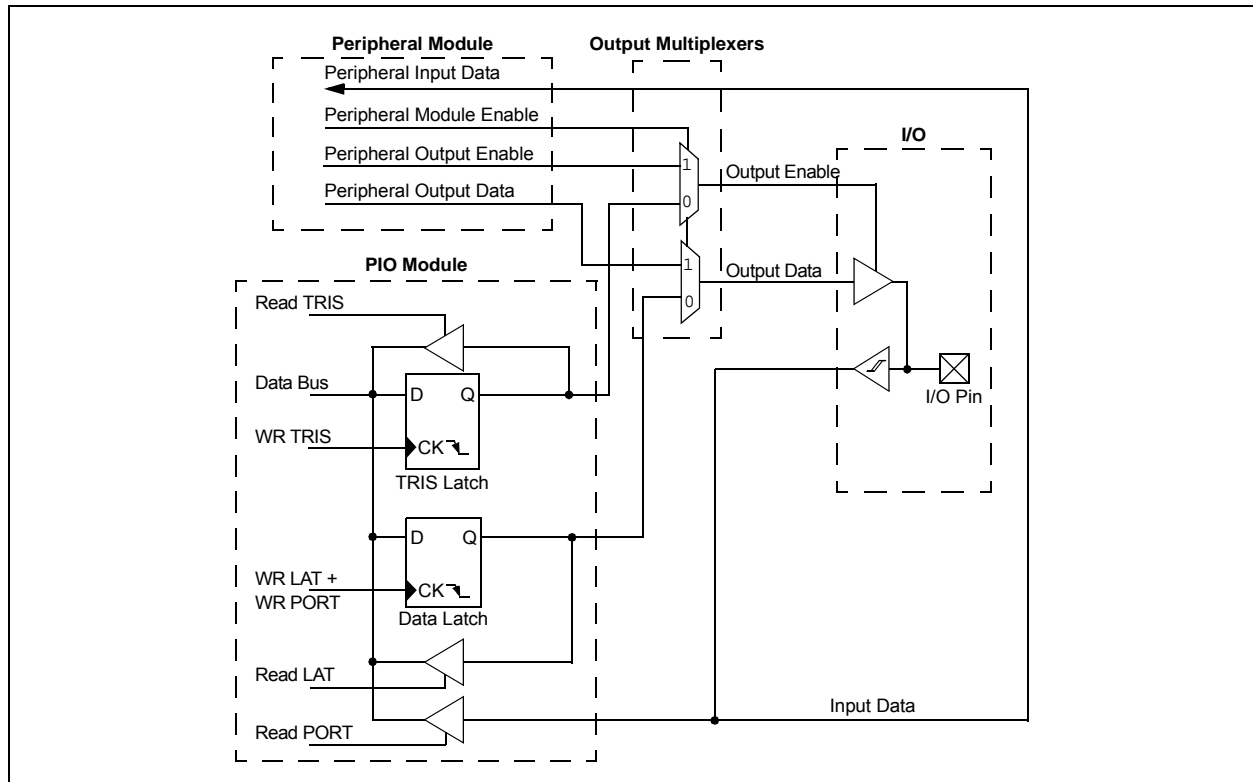 Peripheral Module
Output Multiplexers
Peripheral Input Data
Peripheral Module Enable
I/O
Peripheral Output Enable
1
Output Enable
Peripheral Output Data
0
PIO Module
1
Output Data
0
Read TRIS
Data Bus
D
Q
I/O Pin
WR TRIS
CK
TRIS Latch
D
Q
WR LAT +
WR PORT
CK
Data Latch
Read LAT
Input Data
Read PORT